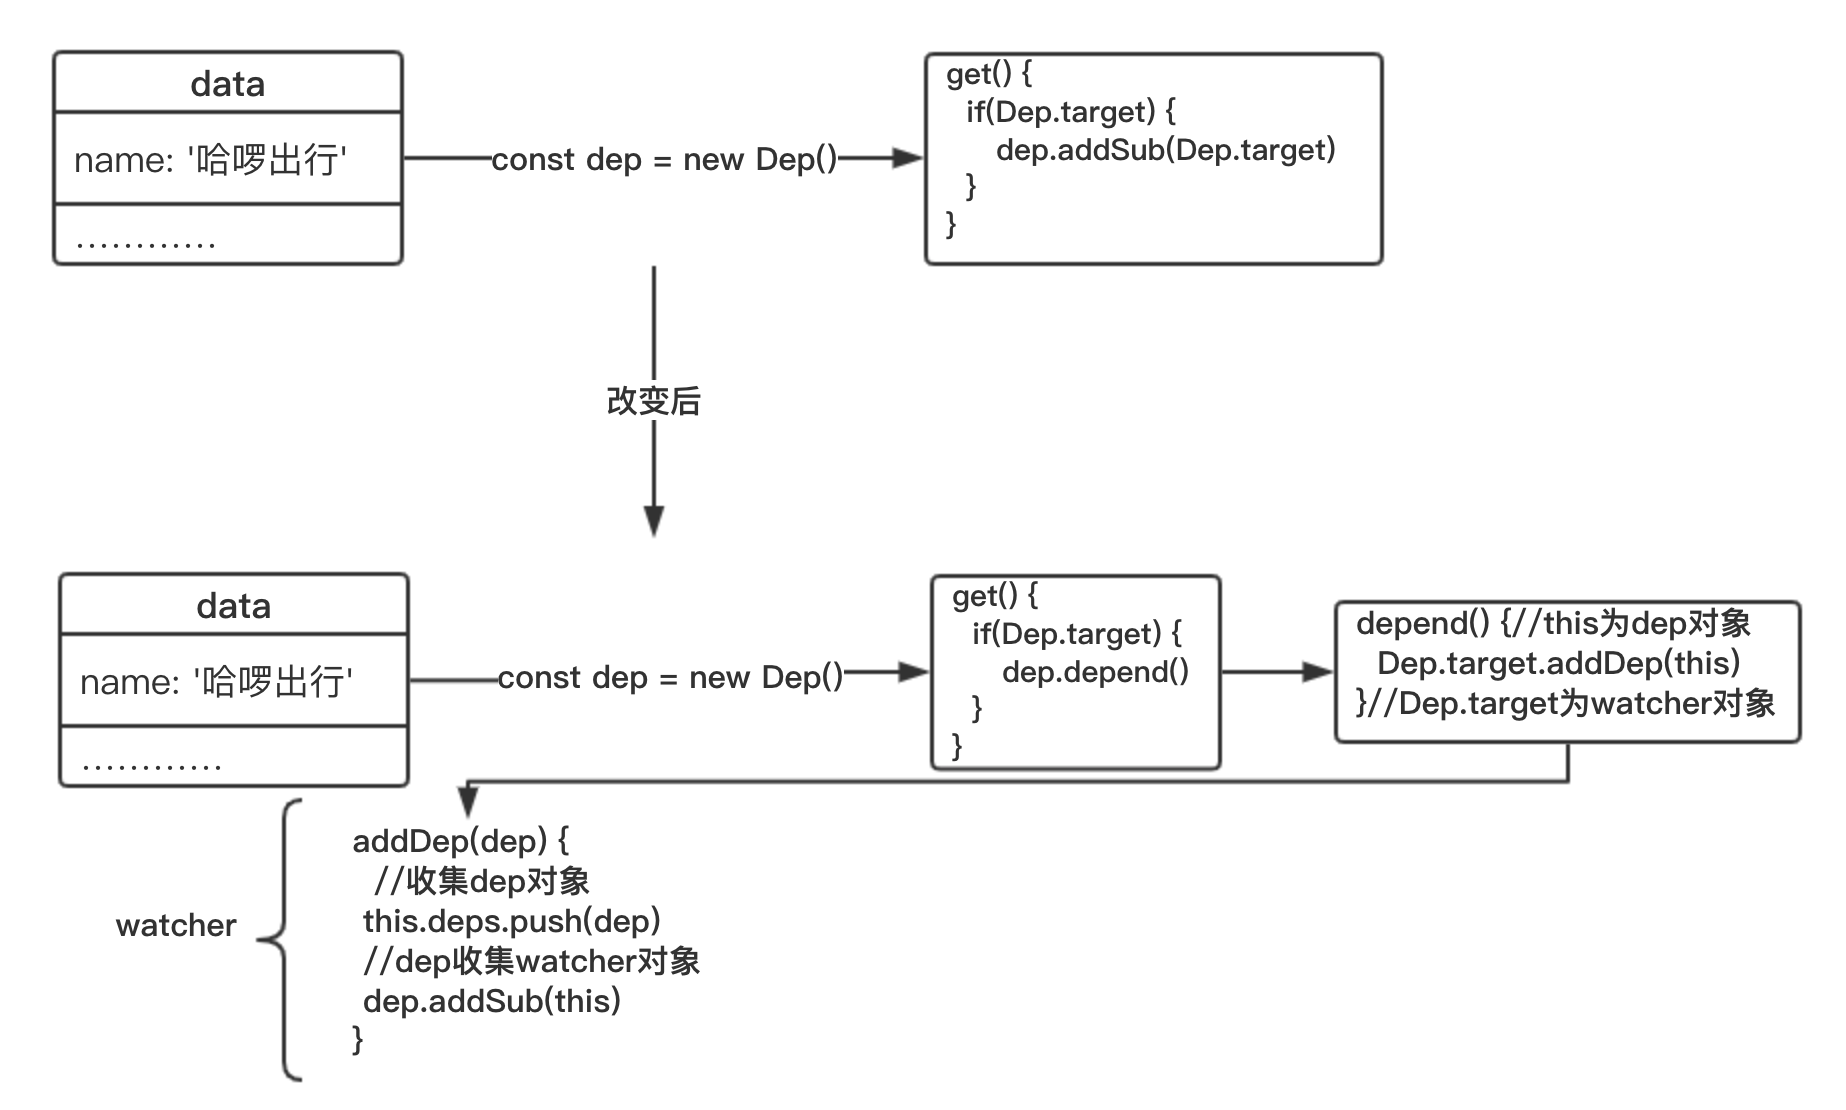 data
name: '哈啰出行'
............
const dep = new Dep()
get() {
if(Dep.target) {
dep.addSub(Dep.target)
}
}
改变后
data
name: '哈啰出行'
............
const dep = new Dep()
get() {
if(Dep.target) {
dep.depend()
}
}
depend() {//this为dep对象
Dep.target.addDep(this)
}//Dep.target为watcher对象
watcher
addDep(dep) {
//收集dep对象
this.deps.push(dep)
//dep收集watcher对象
dep.addSub(this)
}